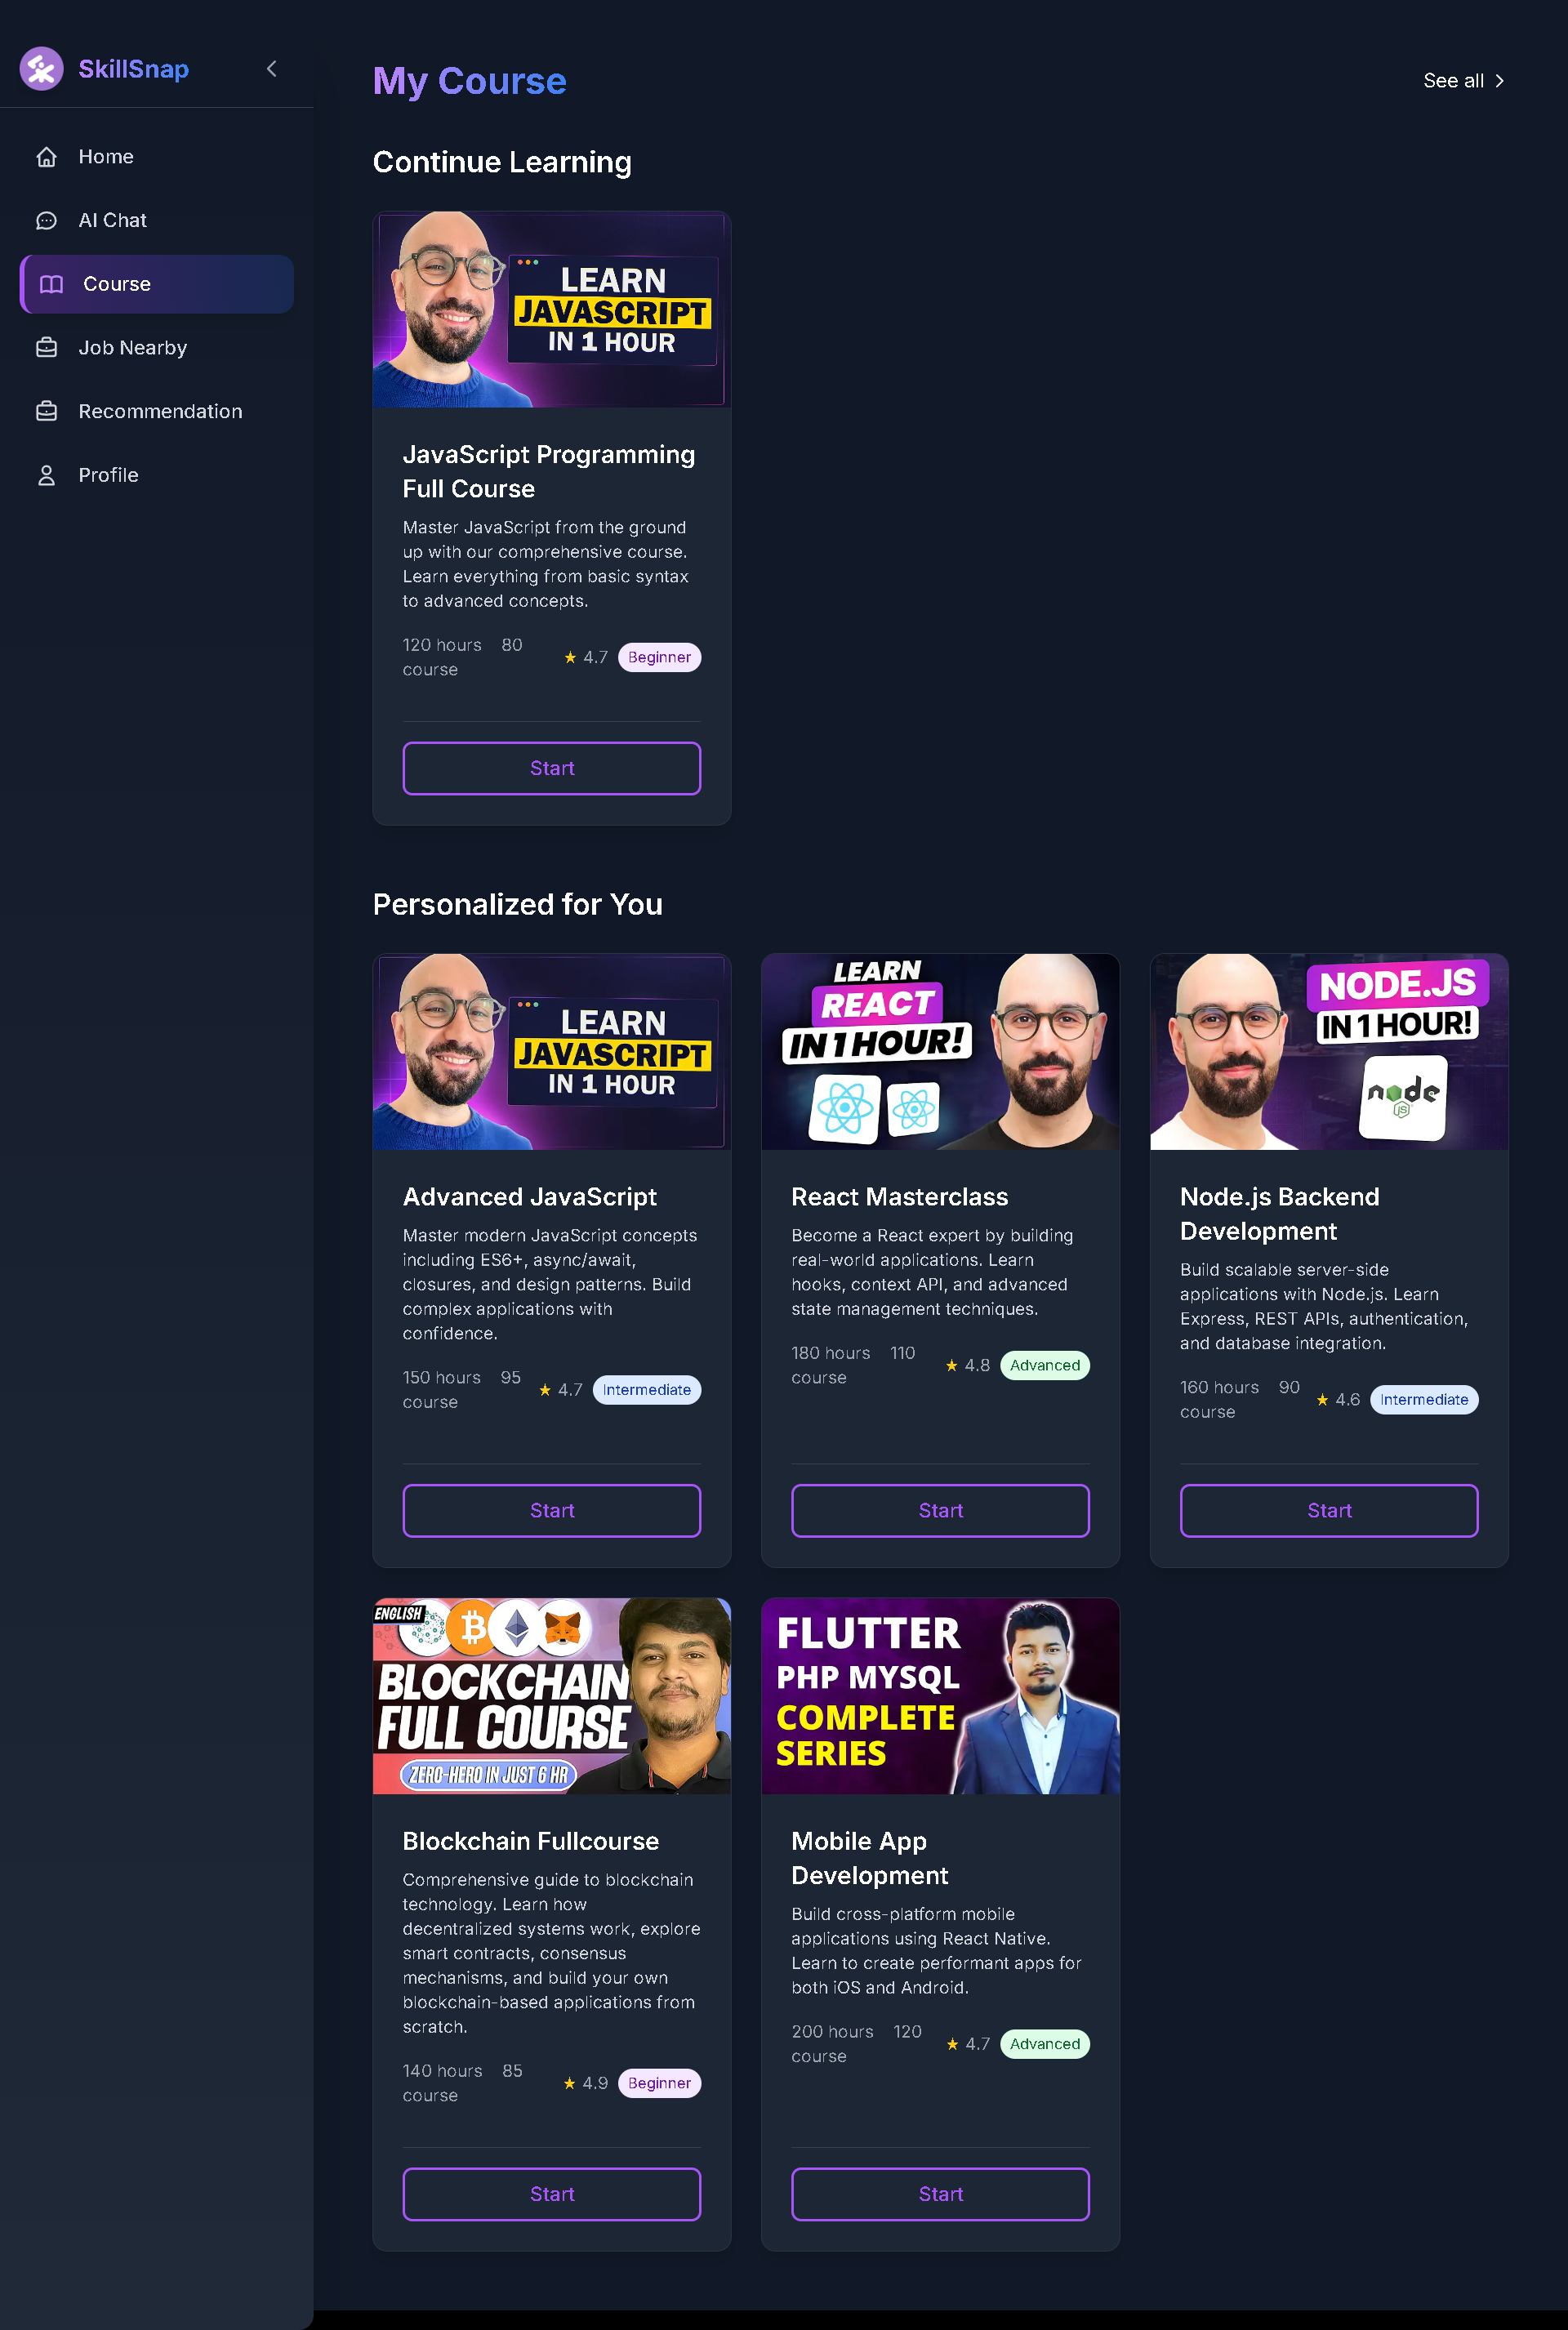 SkillSnap
Home
AI Chat
Course
Job Nearby
Recommendation
Profile
My Course
See all
Continue Learning
LEARN
JAVASCRIPT
IN 1 HOUR
JavaScript Programming
Full Course
Master JavaScript from the ground
up with our comprehensive course.
Learn everything from basic syntax
to advanced concepts.
120 hours 80
course
★ 4.7 Beginner
Start
Personalized for You
LEARN
JAVASCRIPT
IN 1 HOUR
Advanced JavaScript
Master modern JavaScript concepts
including ES6+, async/await,
closures, and design patterns. Build
complex applications with
confidence.
150 hours 95
course
★ 4.7 Intermediate
Start
LEARN
REACT
IN 1 HOUR!
React Masterclass
Become a React expert by building
real-world applications. Learn
hooks, context API, and advanced
state management techniques.
180 hours 110
course
★ 4.8 Advanced
Start
NODE.JS
IN 1 HOUR!
node
JS
Node.js Backend
Development
Build scalable server-side
applications with Node.js. Learn
Express, REST APIs, authentication,
and database integration.
160 hours 90
course
★ 4.6 Intermediate
Start
ENGLISH
BLOCKCHAIN
FULL COURSE
ZERO-HERO IN JUST 6 HR
Blockchain Fullcourse
Comprehensive guide to blockchain
technology. Learn how
decentralized systems work, explore
smart contracts, consensus
mechanisms, and build your own
blockchain-based applications from
scratch.
140 hours 85
course
★ 4.9 Beginner
Start
FLUTTER
PHP MYSQL
COMPLETE
SERIES
Mobile App
Development
Build cross-platform mobile
applications using React Native.
Learn to create performant apps for
both iOS and Android.
200 hours 120
course
★ 4.7 Advanced
Start